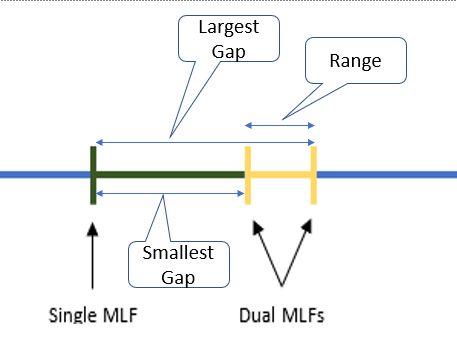 Largest
Gap
Range
Smallest
Gap
Single MLF
Dual MLFs